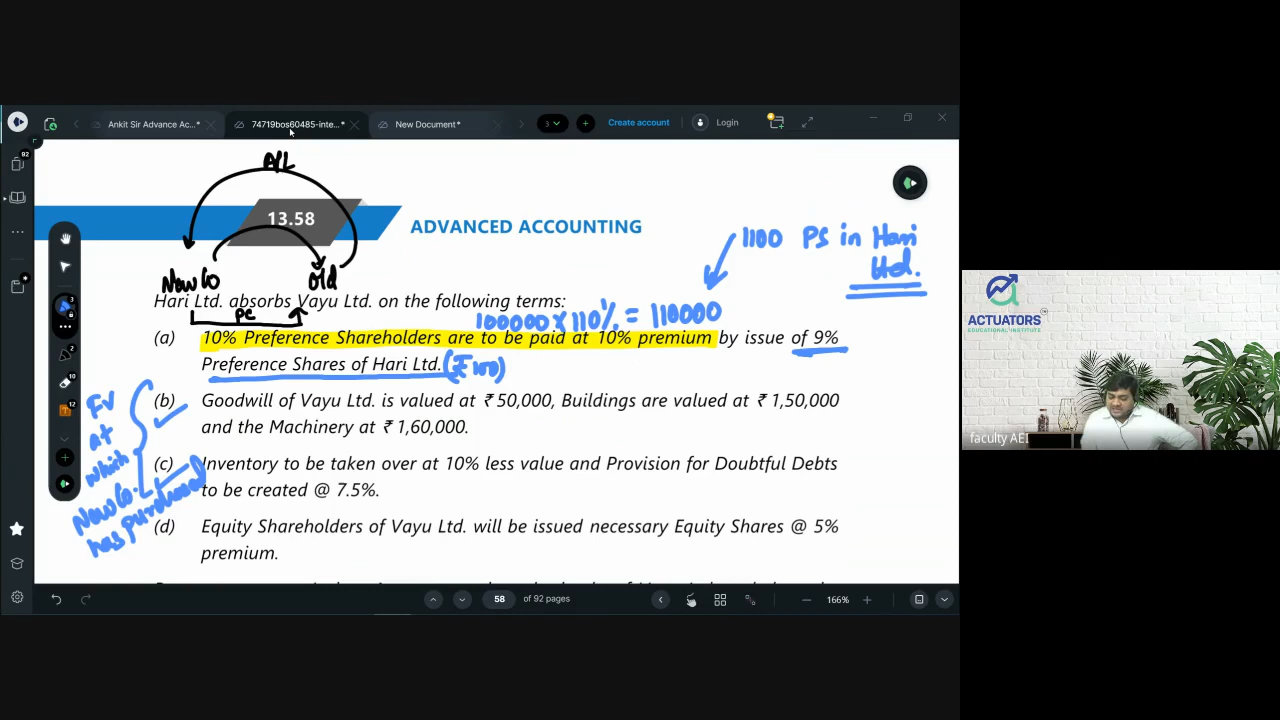 Ankit Sir Advance Ac...*
74719bos60485-inte...*
New Document*
3
Create account
Login
92
A/L
13.58
ADVANCED ACCOUNTING
1100 PS in Hari
Ltd.
New Co
Old
Hari Ltd. absorbs Vayu Ltd. on the following terms:
PC
100000 x 110% = 110000
(a) 10% Preference Shareholders are to be paid at 10% premium by issue of 9%
Preference Shares of Hari Ltd. (₹100)
(b) Goodwill of Vayu Ltd. is valued at ₹ 50,000, Buildings are valued at ₹ 1,50,000
and the Machinery at ₹ 1,60,000.
(c) Inventory to be taken over at 10% less value and Provision for Doubtful Debts
to be created @ 7.5%.
(d) Equity Shareholders of Vayu Ltd. will be issued necessary Equity Shares @ 5%
premium.
FV
at
which
New Co.
has purchased
3
2
10
12
58 of 92 pages
166%
ACTUATORS
EDUCATIONAL INSTITUTE
faculty AEI